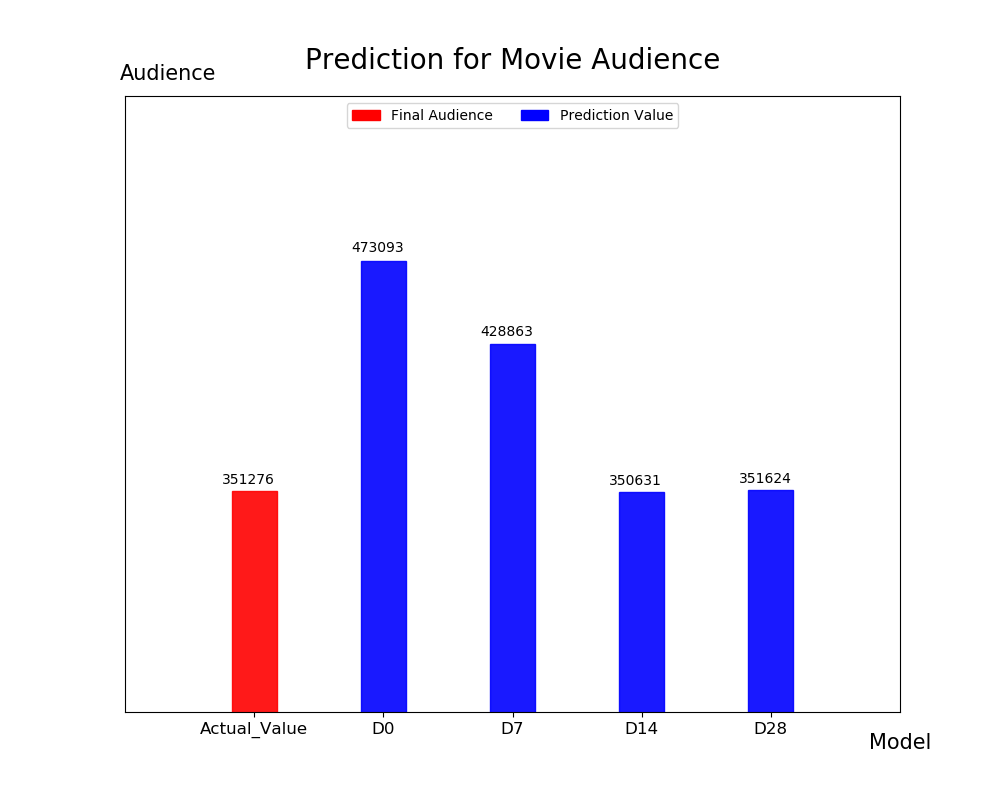 Prediction for Movie Audience
Audience
Final Audience
Prediction Value
473093
428863
351276
350631
351624
Actual_Value
D0
D7
D14
D28
Model